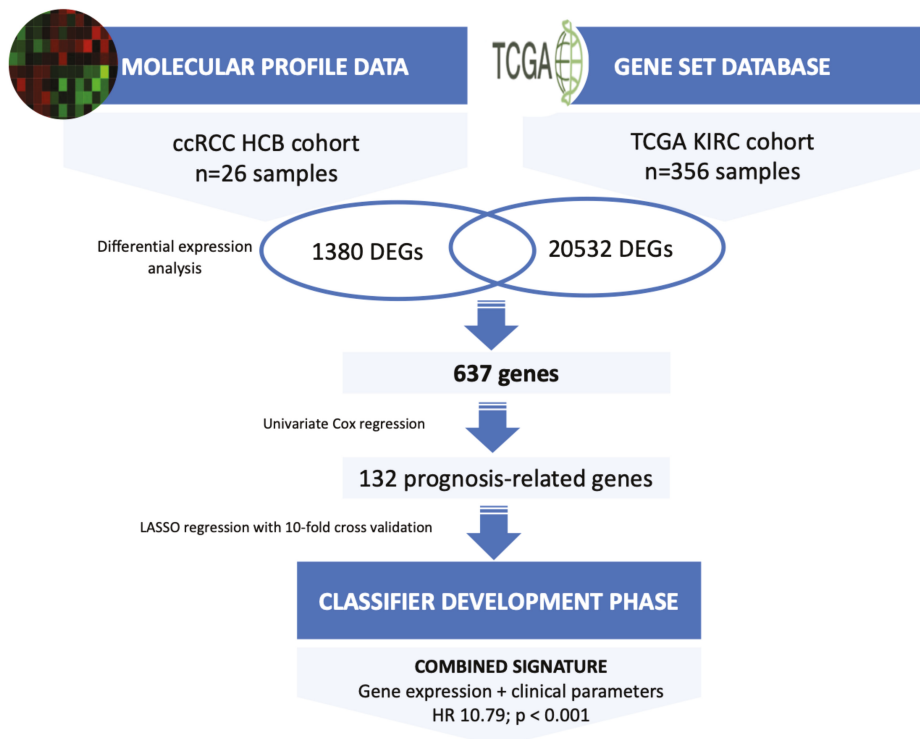 MOLECULAR PROFILE DATA
TCGA
GENE SET DATABASE
ccRCC HCB cohort
n=26 samples
TCGA KIRC cohort
n=356 samples
Differential expression
analysis
1380 DEGs
20532 DEGs
637 genes
Univariate Cox regression
132 prognosis-related genes
LASSO regression with 10-fold cross validation
CLASSIFIER DEVELOPMENT PHASE
COMBINED SIGNATURE
Gene expression + clinical parameters
HR 10.79; p < 0.001